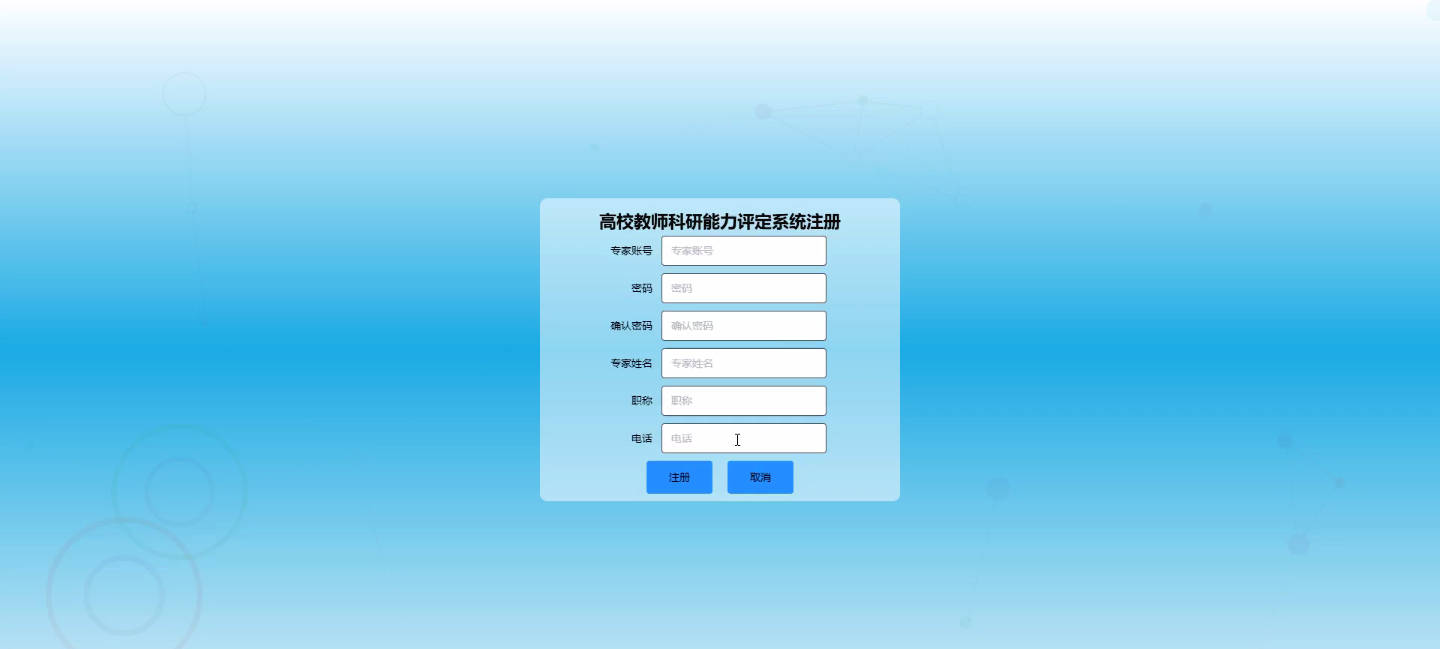 高校教师科研能力评定系统注册
专家账号 专家账号
密码 密码
确认密码 确认密码
专家姓名 专家姓名
职称 职称
电话 电话
注册 取消